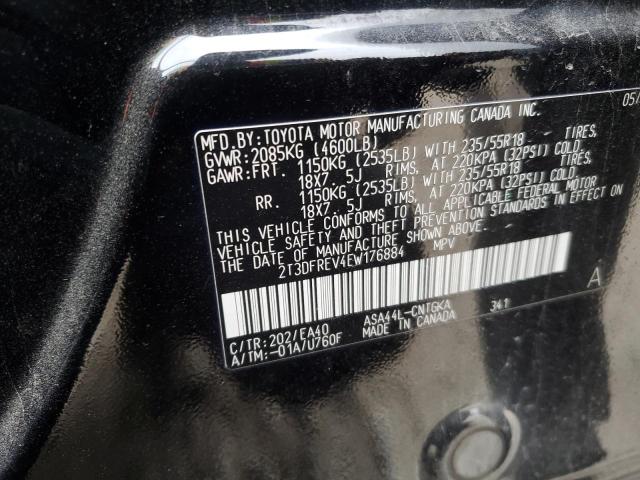 MFD. BY: TOYOTA MOTOR MANUFACTURING CANADA INC. 05/
GVWR: 2085KG (4600LB)
GAWR: FRT. 1150KG (2535LB) WITH 235/55R18 TIRES,
18X7.5J RIMS, AT 220KPA (32PSI) COLD.
RR. 1150KG (2535LB) WITH 235/55R18 TIRES,
18X7.5J RIMS, AT 220KPA (32PSI) COLD.
THIS VEHICLE CONFORMS TO ALL APPLICABLE FEDERAL MOTOR
VEHICLE SAFETY AND THEFT PREVENTION STANDARDS IN EFFECT
ON THE DATE OF MANUFACTURE SHOWN ABOVE.
2T3DFREV4EW176884 MPV
A
C/TR: 202/FA40 ASA44L-CNTGKA 341
A/TM: -01A/U760F MADE IN CANADA